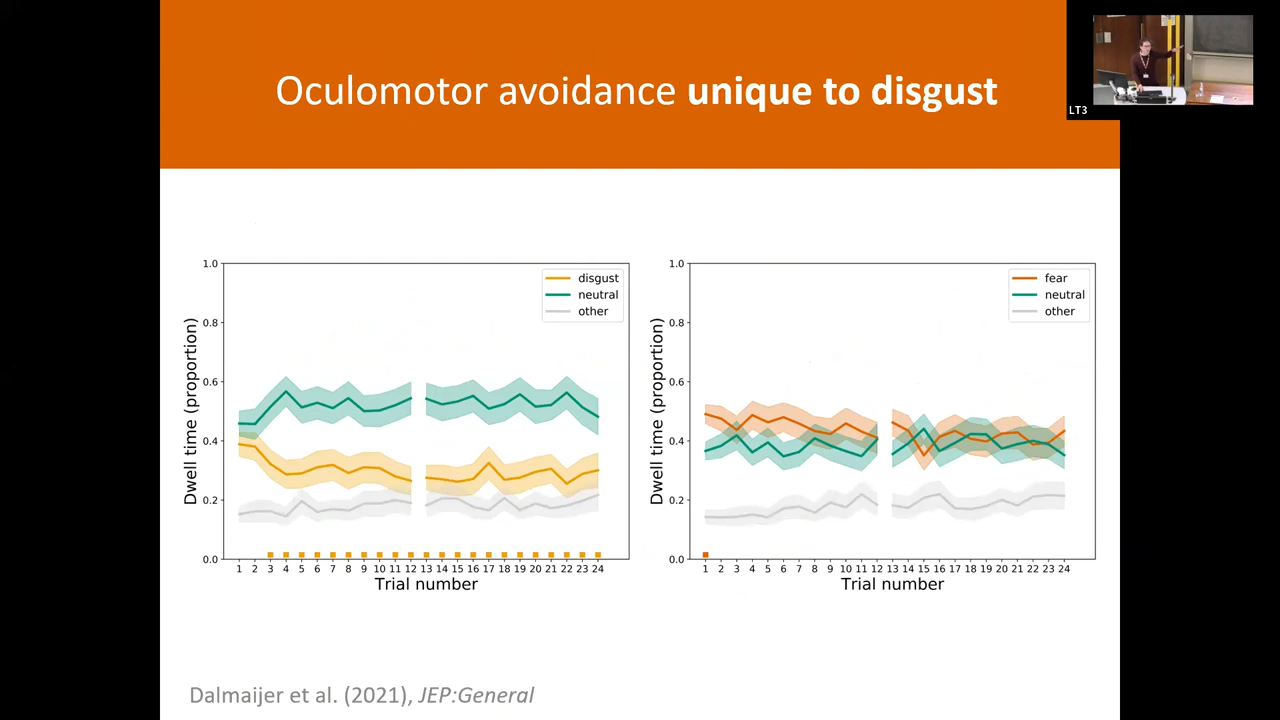 Oculomotor avoidance unique to disgust
LT3
1.0
0.8
0.6
0.4
0.2
0.0
Dwell time (proportion)
disgust
neutral
other
1 2 3 4 5 6 7 8 9 10 11 12 13 14 15 16 17 18 19 20 21 22 23 24
Trial number
1.0
0.8
0.6
0.4
0.2
0.0
Dwell time (proportion)
fear
neutral
other
1 2 3 4 5 6 7 8 9 10 11 12 13 14 15 16 17 18 19 20 21 22 23 24
Trial number
Dalmaijer et al. (2021), JEP:General